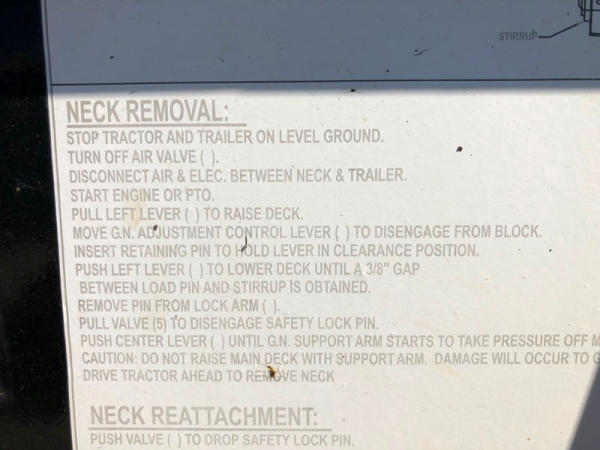 STIRRUP
NECK REMOVAL:
STOP TRACTOR AND TRAILER ON LEVEL GROUND.
TURN OFF AIR VALVE ( ).
DISCONNECT AIR & ELEC. BETWEEN NECK & TRAILER.
START ENGINE OR PTO.
PULL LEFT LEVER ( ) TO RAISE DECK.
MOVE G.N. ADJUSTMENT CONTROL LEVER ( ) TO DISENGAGE FROM BLOCK.
INSERT RETAINING PIN TO HOLD LEVER IN CLEARANCE POSITION.
PUSH LEFT LEVER ( ) TO LOWER DECK UNTIL A 3/8" GAP
BETWEEN LOAD PIN AND STIRRUP IS OBTAINED.
REMOVE PIN FROM LOCK ARM ( ).
PULL VALVE (5) TO DISENGAGE SAFETY LOCK PIN.
PUSH CENTER LEVER ( ) UNTIL G.N. SUPPORT ARM STARTS TO TAKE PRESSURE OFF
CAUTION: DO NOT RAISE MAIN DECK WITH SUPPORT ARM. DAMAGE WILL OCCUR TO
DRIVE TRACTOR AHEAD TO REMOVE NECK
NECK REATTACHMENT:
PUSH VALVE ( ) TO DROP SAFETY LOCK PIN.